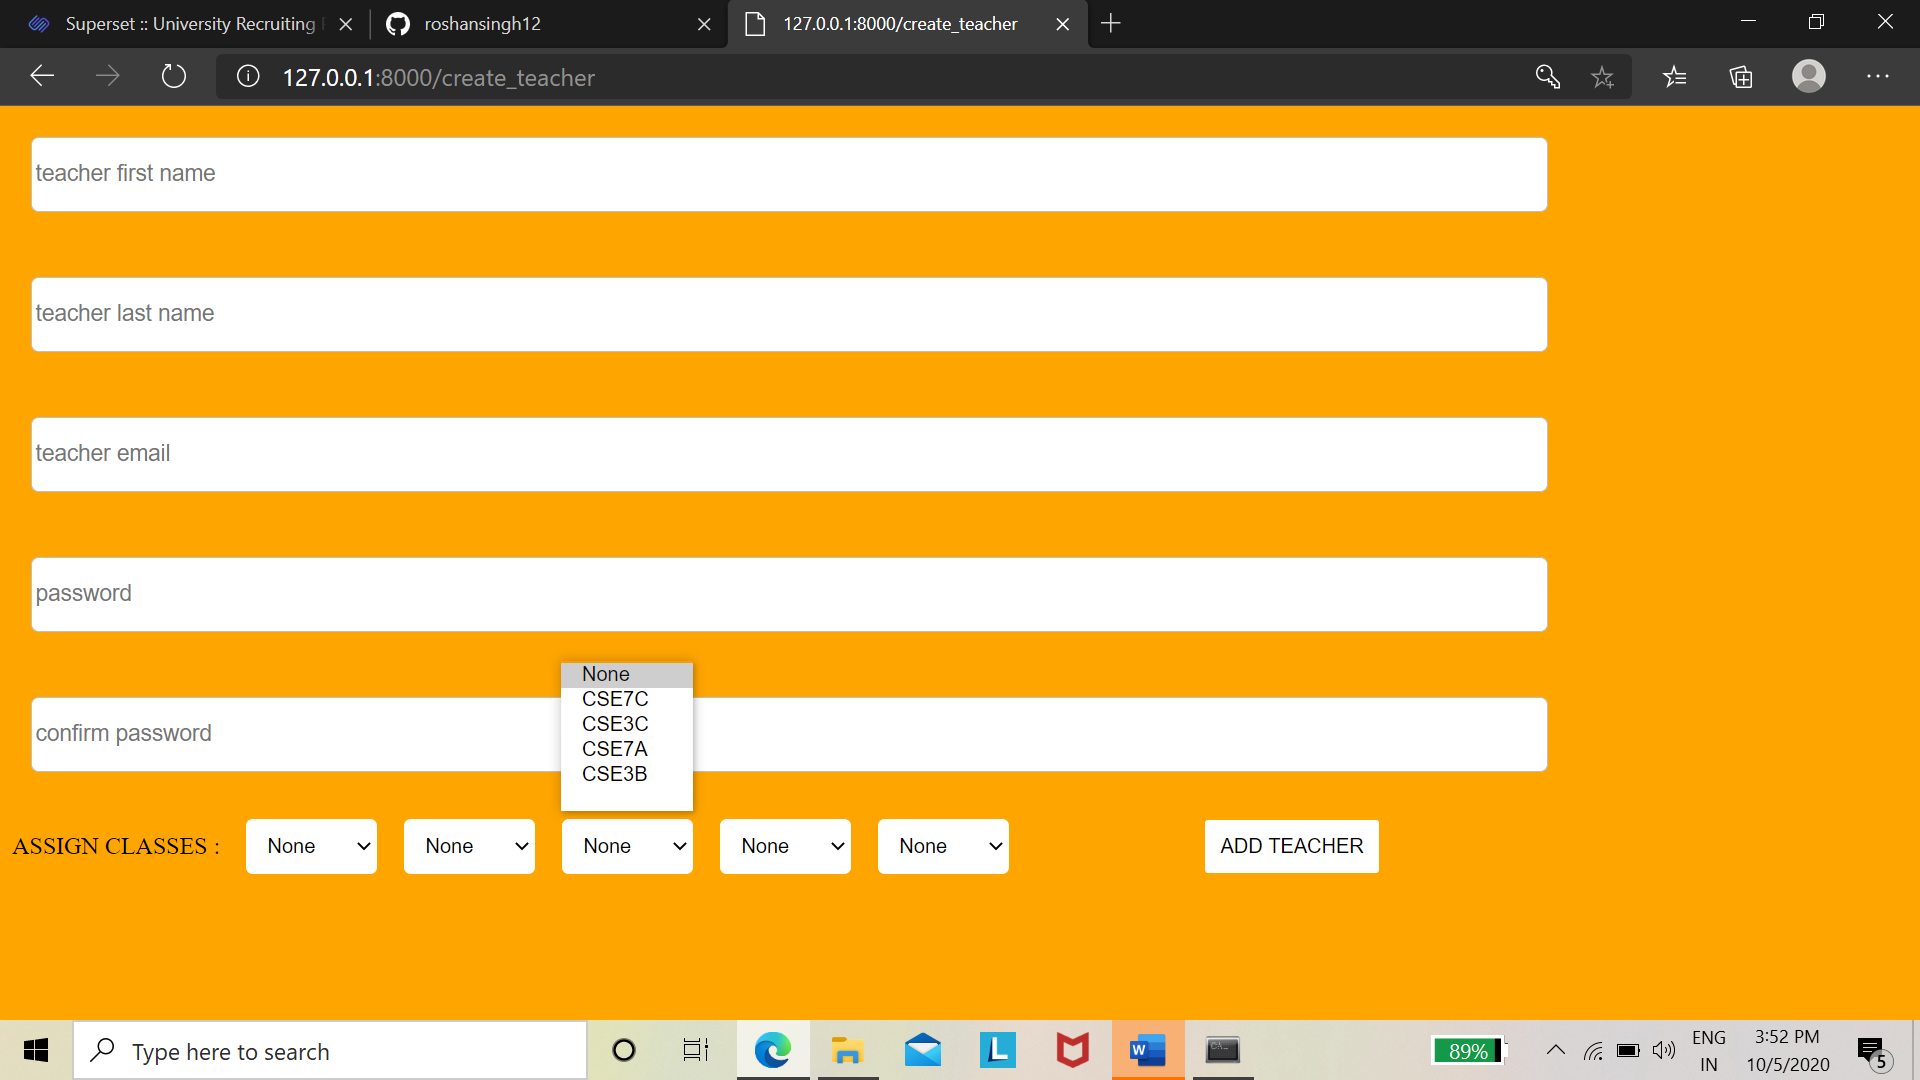 Superset :: University Recruiting
roshansingh12
127.0.0.1:8000/create_teacher
127.0.0.1:8000/create_teacher
teacher first name
teacher last name
teacher email
password
None
CSE7C
CSE3C
CSE7A
CSE3B
confirm password
ASSIGN CLASSES :
None
None
None
None
None
ADD TEACHER
Type here to search
L
W
C:\.
89%
ENG
IN
3:52 PM
10/5/2020
5